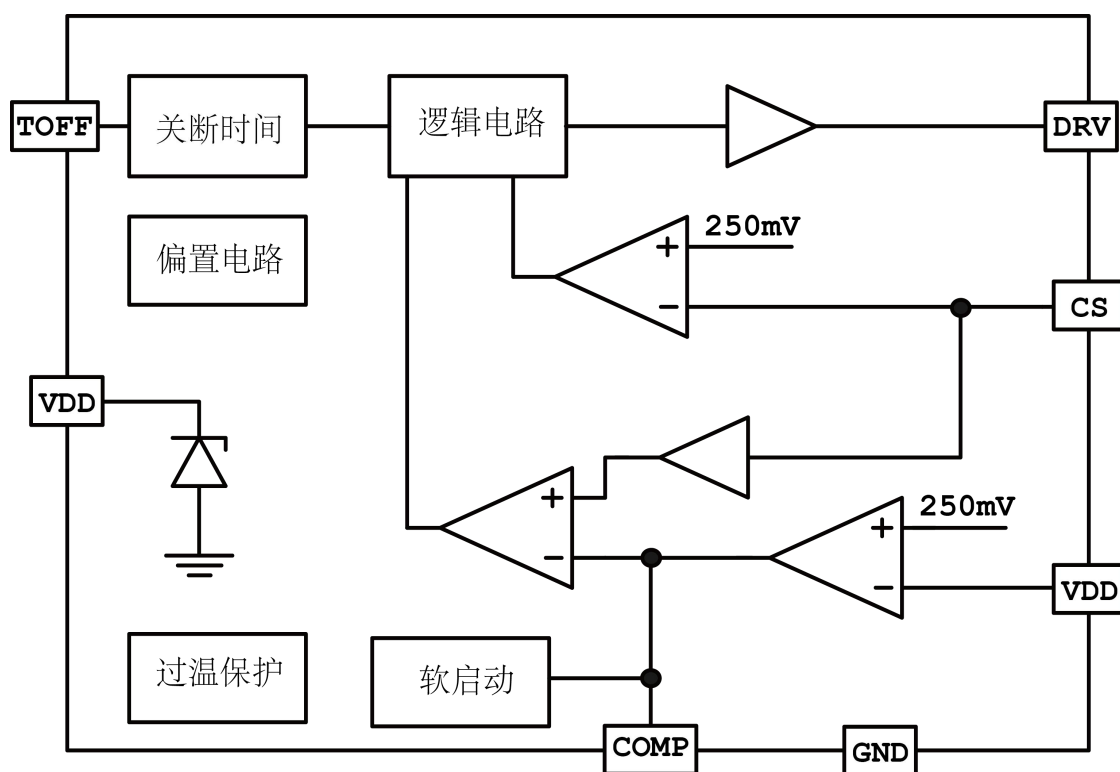 TOFF
关断时间
逻辑电路
DRV
偏置电路
+
250mV
-
CS
VDD
+
-
+
250mV
-
VDD
过温保护
软启动
COMP
GND